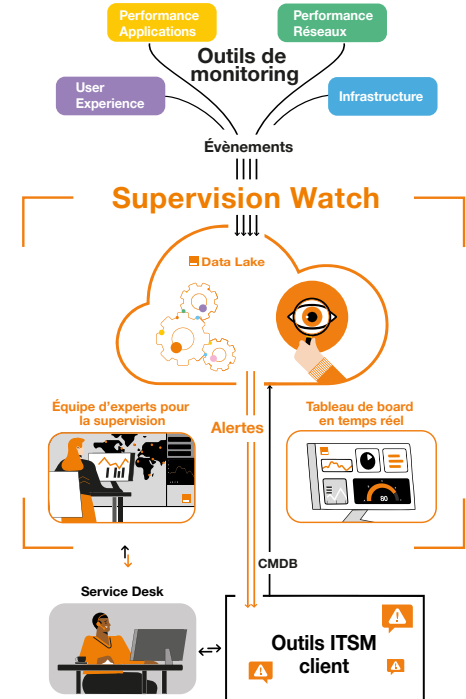 Performance
Applications
Performance
Réseaux
Outils de
monitoring
User
Experience
Infrastructure
Évènements
Supervision Watch
Data Lake
Équipe d'experts pour
la supervision
Alertes
Tableau de board
en temps réel
80
CMDB
Service Desk
Outils ITSM
client